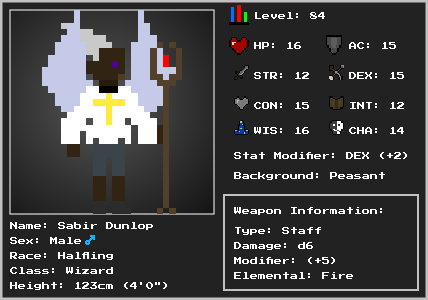 Level: 84
HP: 16
AC: 15
STR: 12
DEX: 15
CON: 15
INT: 12
WIS: 16
CHA: 14
Stat Modifier: DEX (+2)
Background: Peasant
Name: Sabir Dunlop
Sex: Male♂
Race: Halfling
Class: Wizard
Height: 123cm (4'0")
Weapon Information:
Type: Staff
Damage: d6
Modifier: (+5)
Elemental: Fire